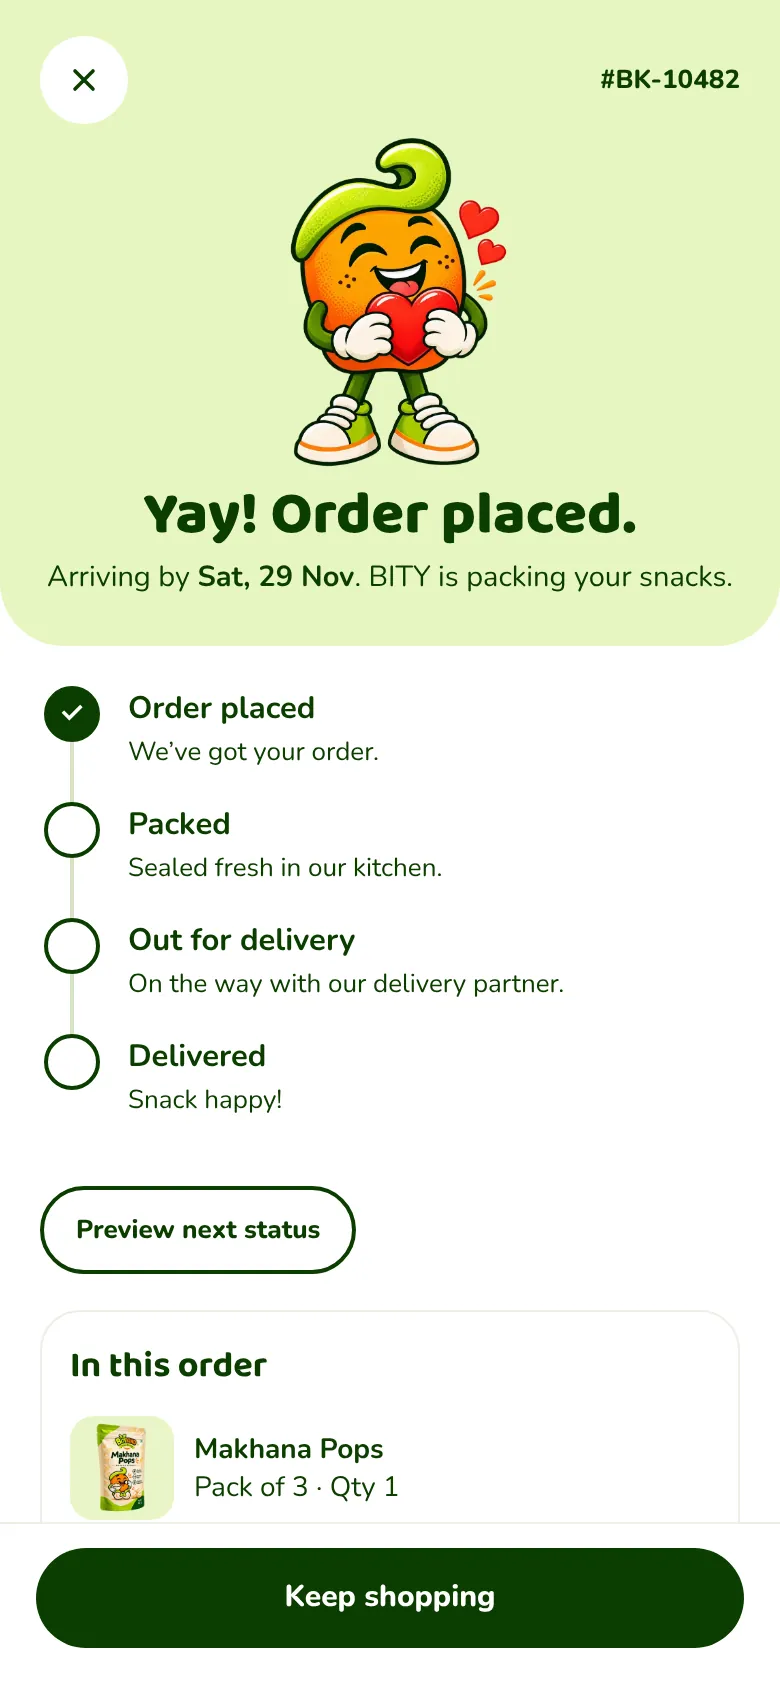 #BK-10482
Yay! Order placed.
Arriving by Sat, 29 Nov. BITY is packing your snacks.
Order placed
We’ve got your order.
Packed
Sealed fresh in our kitchen.
Out for delivery
On the way with our delivery partner.
Delivered
Snack happy!
Preview next status
In this order
Makhana
Pops
Makhana Pops
Pack of 3 · Qty 1
Keep shopping